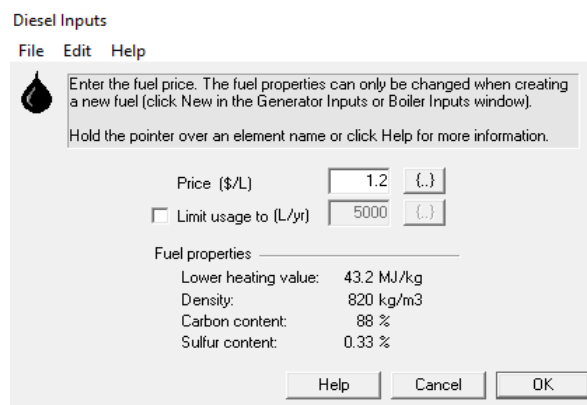 Diesel Inputs
File Edit Help
Enter the fuel price. The fuel properties can only be changed when creating
a new fuel (click New in the Generator Inputs or Boiler Inputs window).
Hold the pointer over an element name or click Help for more information.
Price ($/L) 1.2 {..}
Limit usage to (L/yr) 5000 {..}
Fuel properties
Lower heating value: 43.2 MJ/kg
Density: 820 kg/m3
Carbon content: 88 %
Sulfur content: 0.33 %
Help Cancel OK